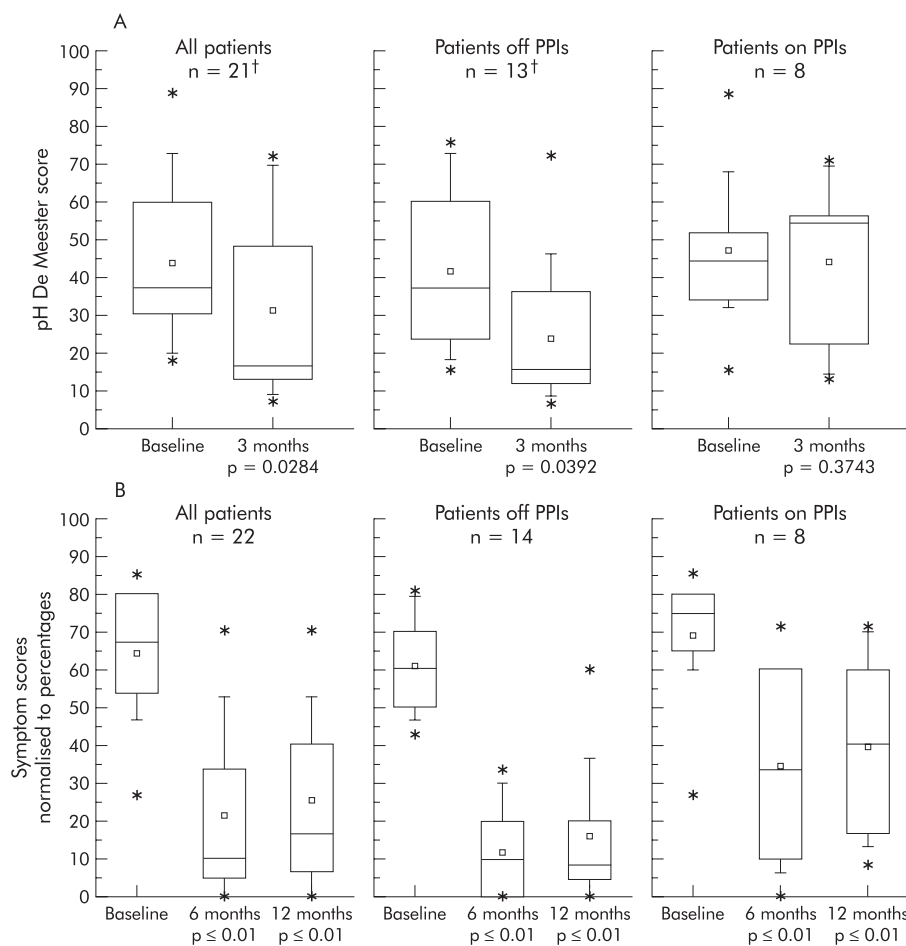 A
All patients
n = 21†
Patients off PPIs
n = 13†
Patients on PPIs
n = 8
pH De Meester score
100
90
80
70
60
50
40
30
20
10
0
Baseline
3 months
p = 0.0284
Baseline
3 months
p = 0.0392
Baseline
3 months
p = 0.3743
B
All patients
n = 22
Patients off PPIs
n = 14
Patients on PPIs
n = 8
Symptom scores
normalised to percentages
100
90
80
70
60
50
40
30
20
10
0
Baseline
6 months
p ≤ 0.01
12 months
p ≤ 0.01
Baseline
6 months
p ≤ 0.01
12 months
p ≤ 0.01
Baseline
6 months
p ≤ 0.01
12 months
p ≤ 0.01